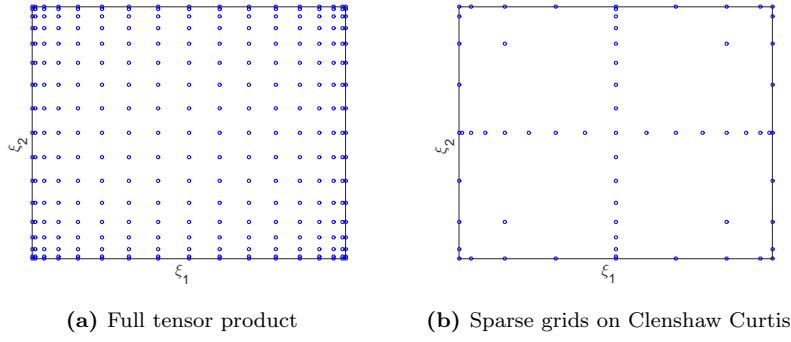 ξ2
ξ1
(a) Full tensor product
ξ2
ξ1
(b) Sparse grids on Clenshaw Curtis